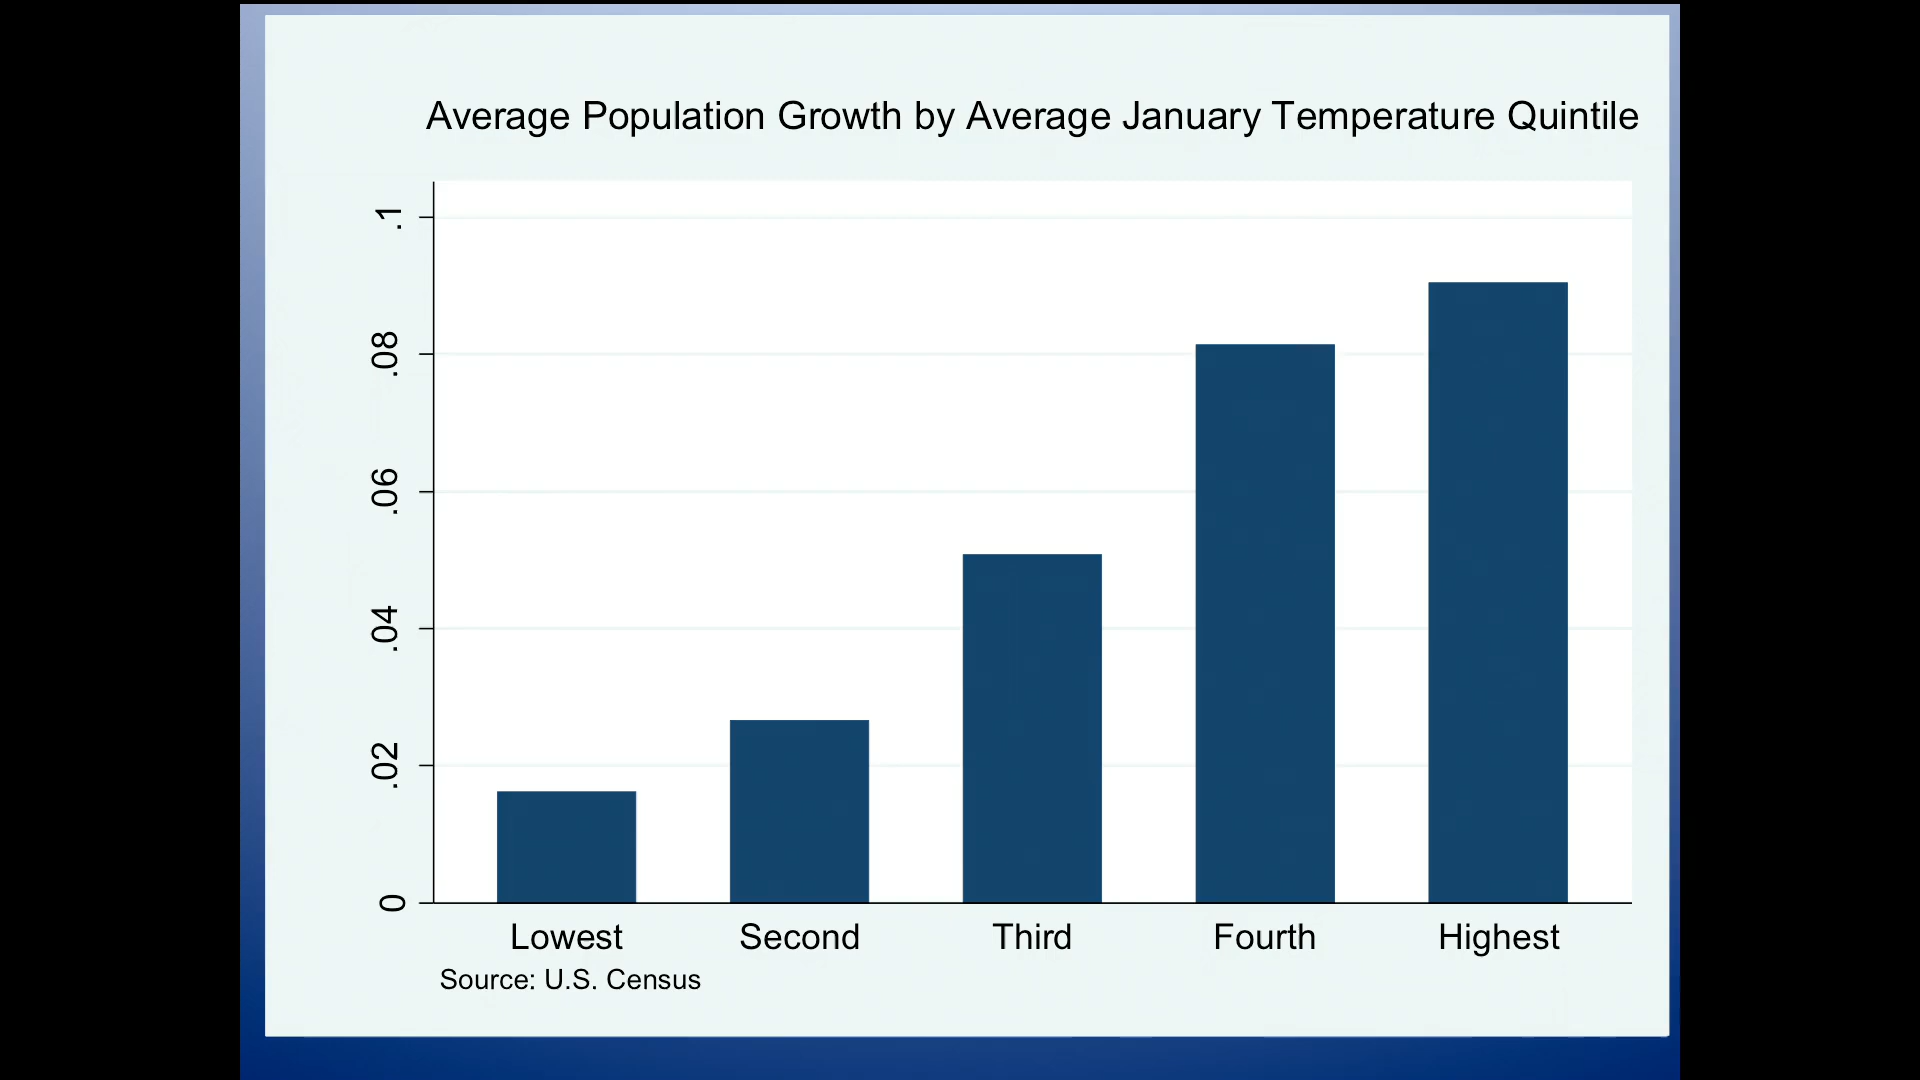 Average Population Growth by Average January Temperature Quintile
.1
.08
.06
.04
.02
0
Lowest Second Third Fourth Highest
Source: U.S. Census